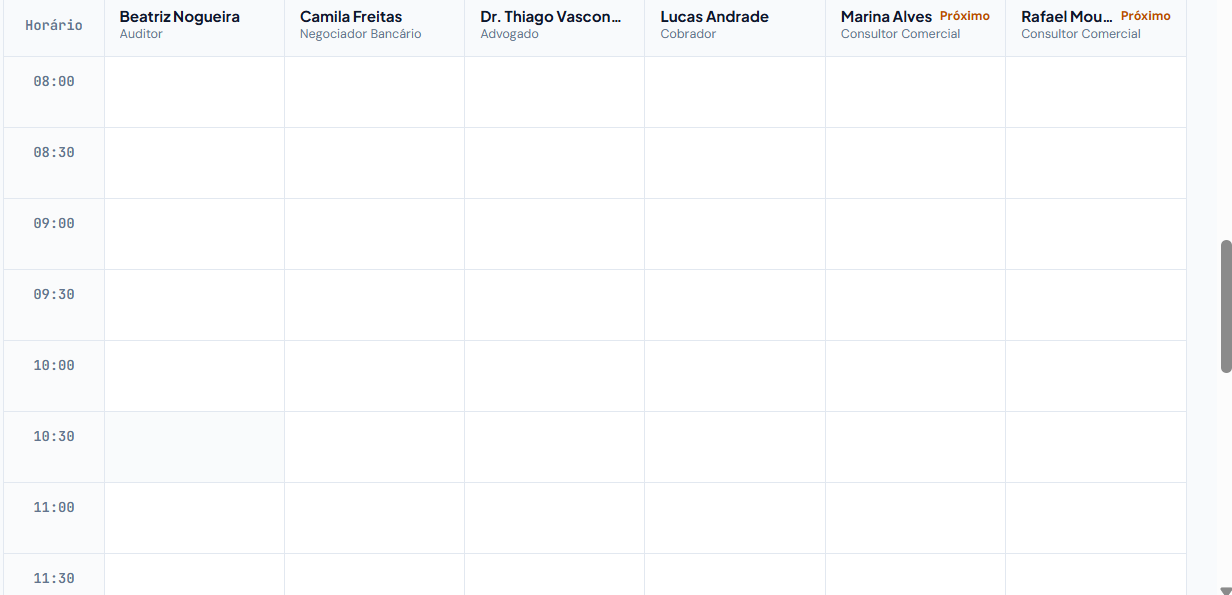 Horário
Beatriz Nogueira
Auditor
Camila Freitas
Negociador Bancário
Dr. Thiago Vascon...
Advogado
Lucas Andrade
Cobrador
Marina Alves Próximo
Consultor Comercial
Rafael Mou... Próximo
Consultor Comercial
08:00
08:30
09:00
09:30
10:00
10:30
11:00
11:30